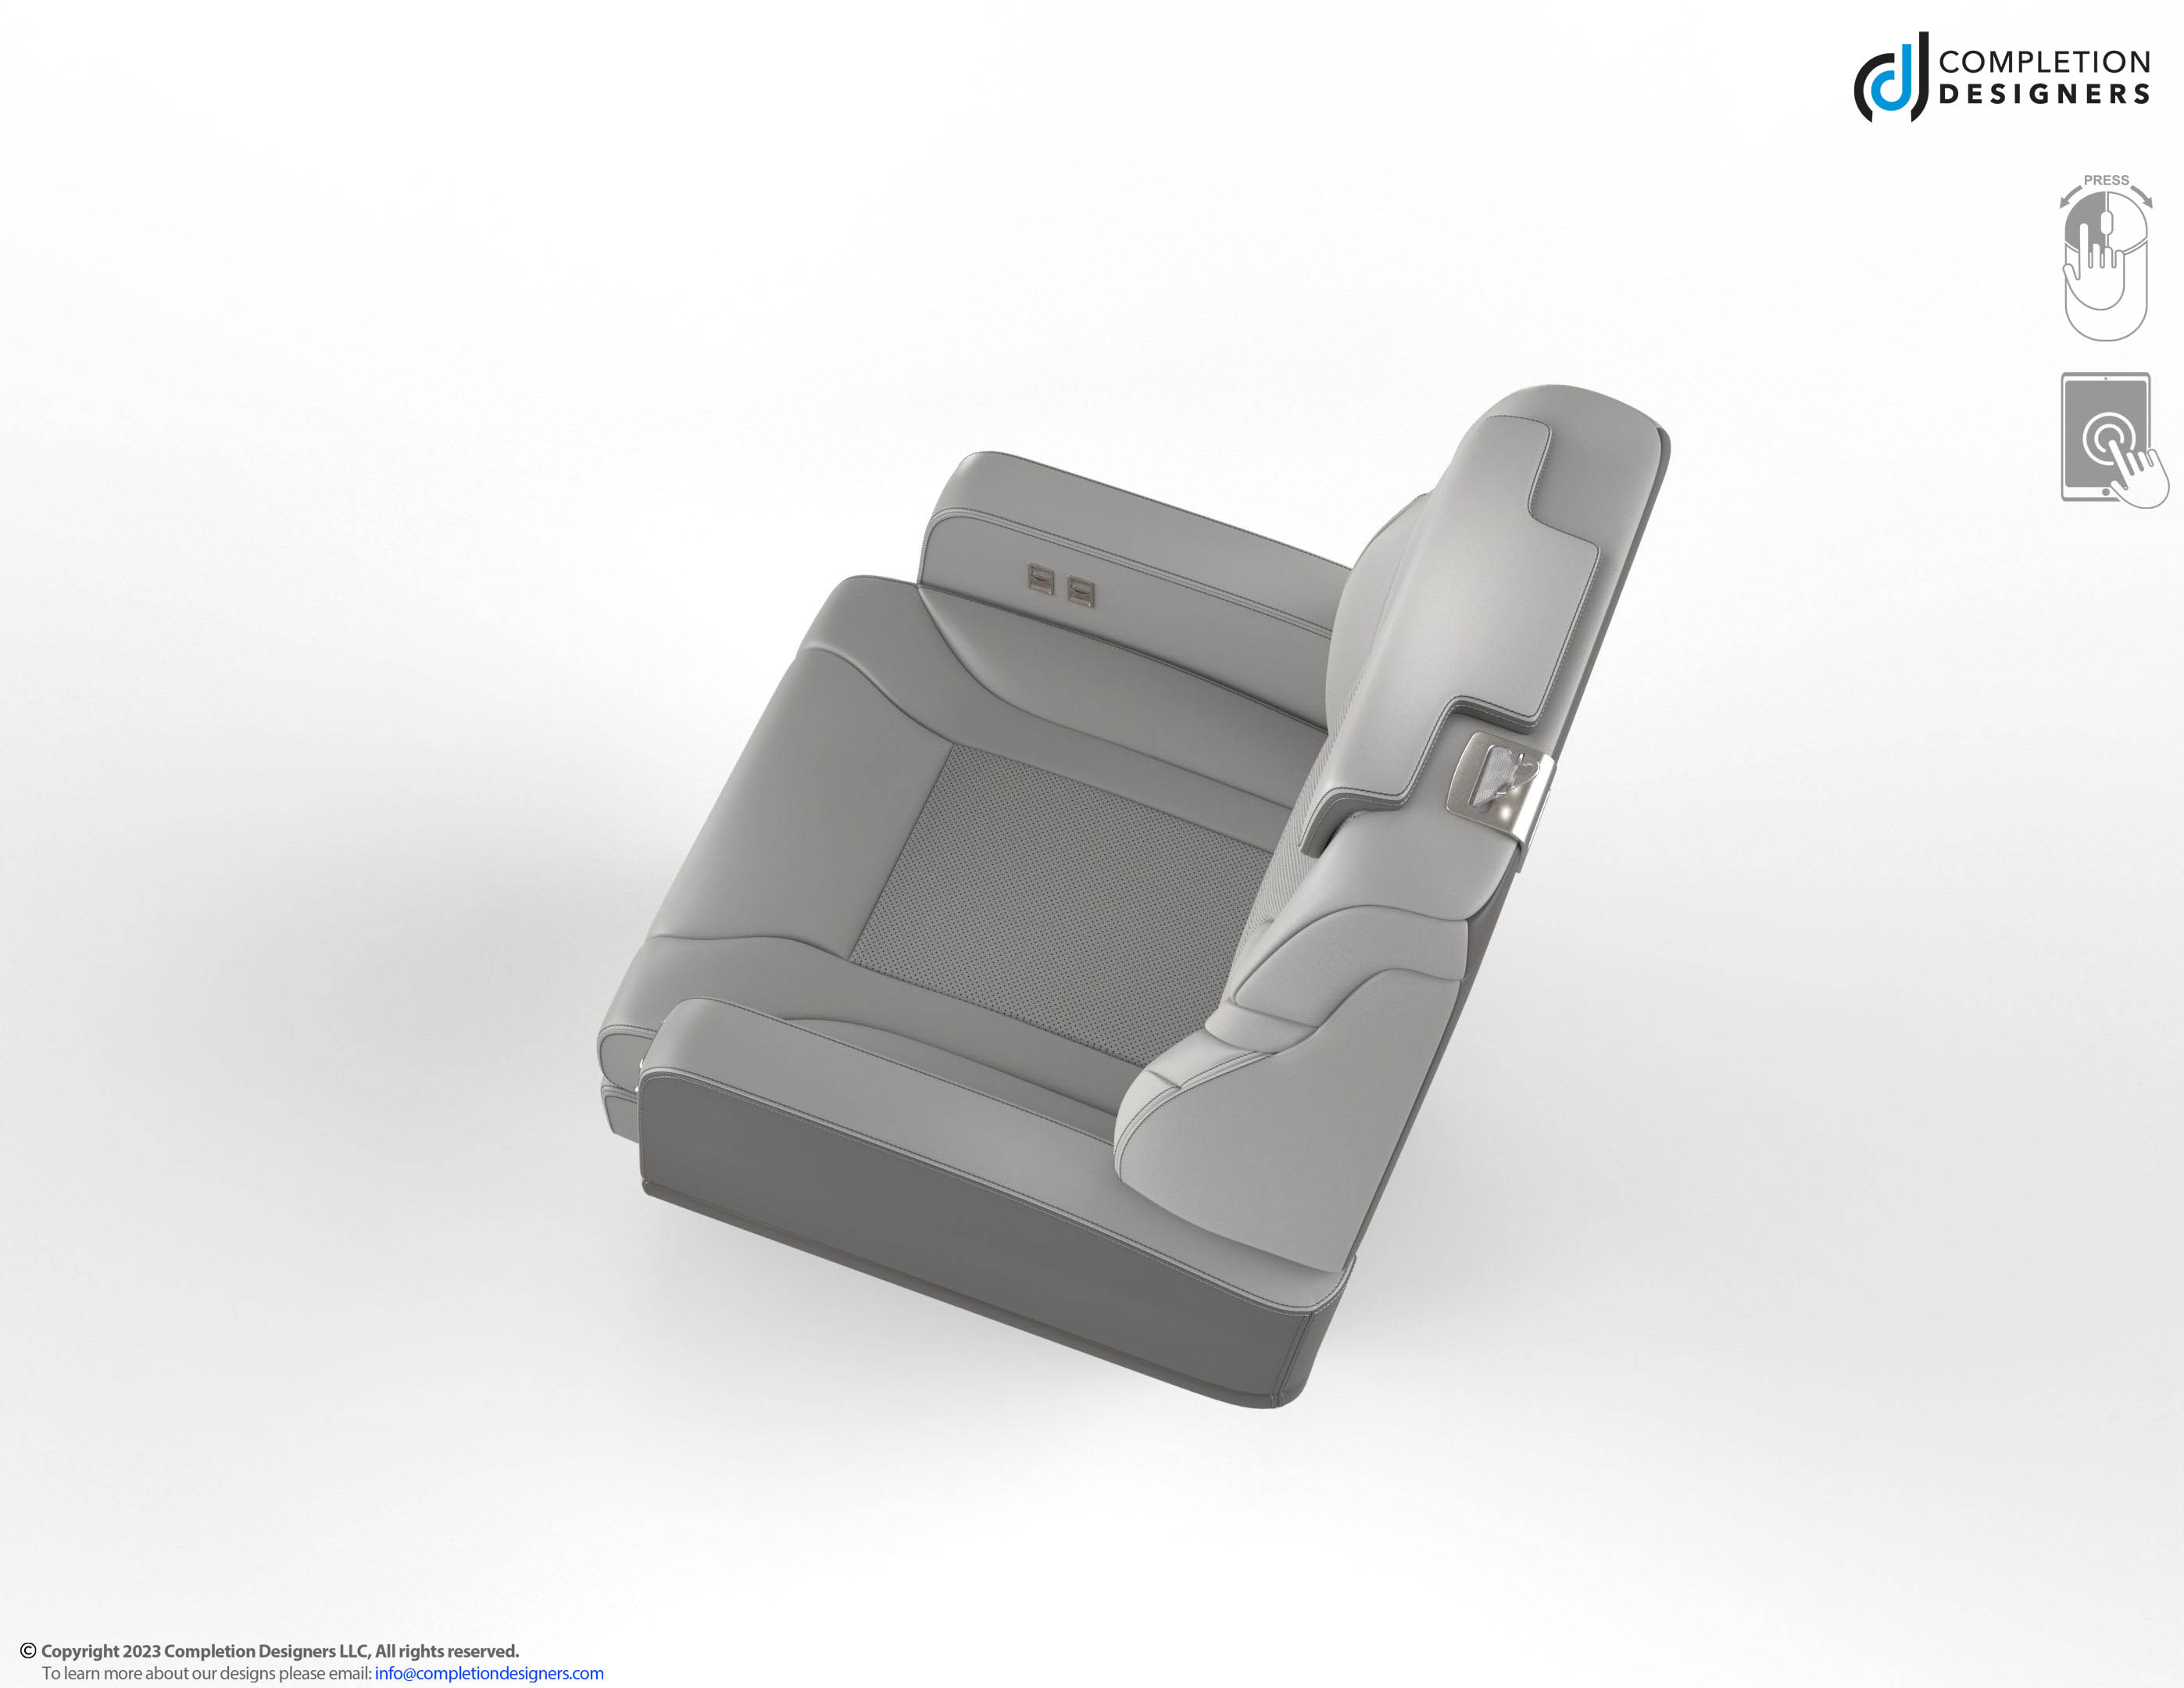 COMPLETION
DESIGNERS
PRESS
© Copyright 2023 Completion Designers LLC, All rights reserved.
To learn more about our designs please email: info@completiondesigners.com